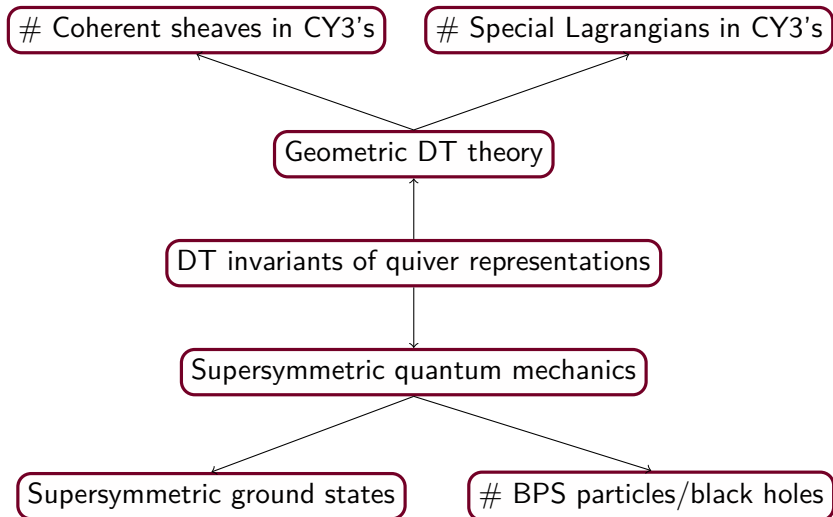 # Coherent sheaves in CY3's
# Special Lagrangians in CY3's
Geometric DT theory
DT invariants of quiver representations
Supersymmetric quantum mechanics
Supersymmetric ground states
# BPS particles/black holes